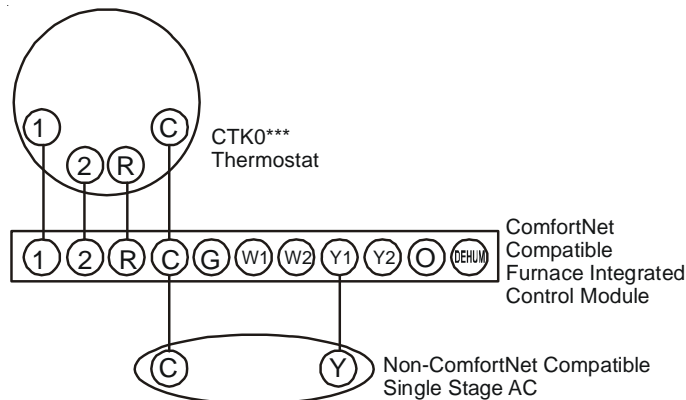 1
C
2
R
CTK0***
Thermostat
1 2 R C G W1 W2 Y1 Y2 O DEHUM
ComfortNet
Compatible
Furnace Integrated
Control Module
C
Y
Non-ComfortNet Compatible
Single Stage AC